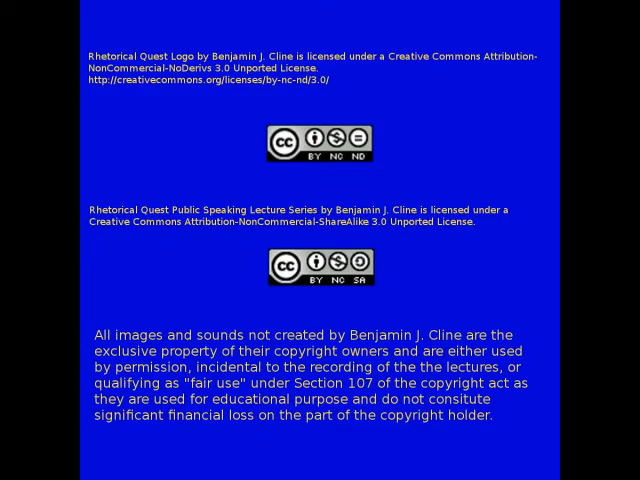 Rhetorical Quest Logo by Benjamin J. Cline is licensed under a Creative Commons Attribution-
NonCommercial-NoDerivs 3.0 Unported License.
http://creativecommons.org/licenses/by-nc-nd/3.0/
cc
BY NC ND
Rhetorical Quest Public Speaking Lecture Series by Benjamin J. Cline is licensed under a
Creative Commons Attribution-NonCommercial-ShareAlike 3.0 Unported License.
cc
BY NC SA
All images and sounds not created by Benjamin J. Cline are the
exclusive property of their copyright owners and are either used
by permission, incidental to the recording of the the lectures, or
qualifying as "fair use" under Section 107 of the copyright act as
they are used for educational purpose and do not consitute
significant financial loss on the part of the copyright holder.